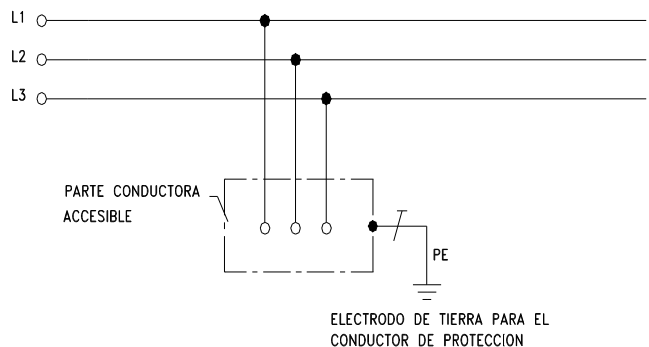 L1
L2
L3
PARTE CONDUCTORA
ACCESIBLE
PE
ELECTRODO DE TIERRA PARA EL
CONDUCTOR DE PROTECCION